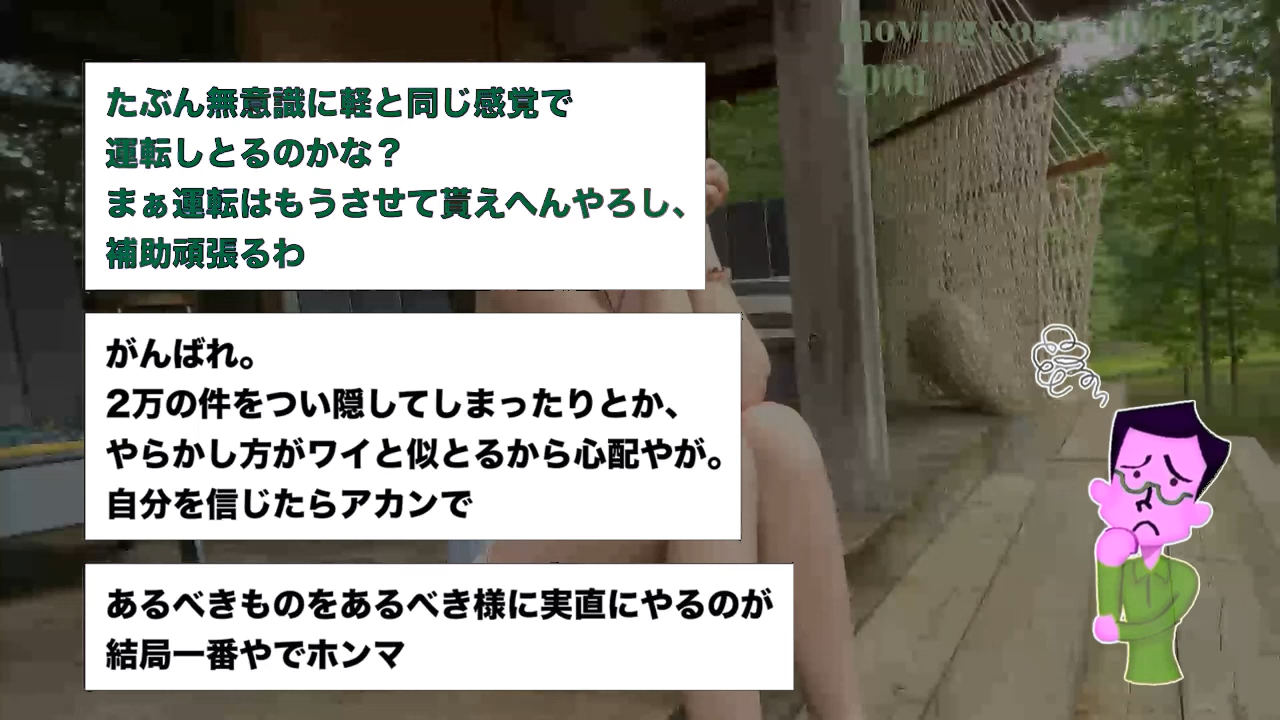 たぶん無意識に軽と同じ感覚で
運転しとるのかな？
まぁ運転はもうさせて貰えへんやろし、
補助頑張るわ
がんばれ。
2万の件をつい隠してしまったりとか、
やらかし方がワイと似とるから心配やが。
自分を信じたらアカンで
あるべきものをあるべき様に実直にやるのが
結局一番やでホンマ
moving